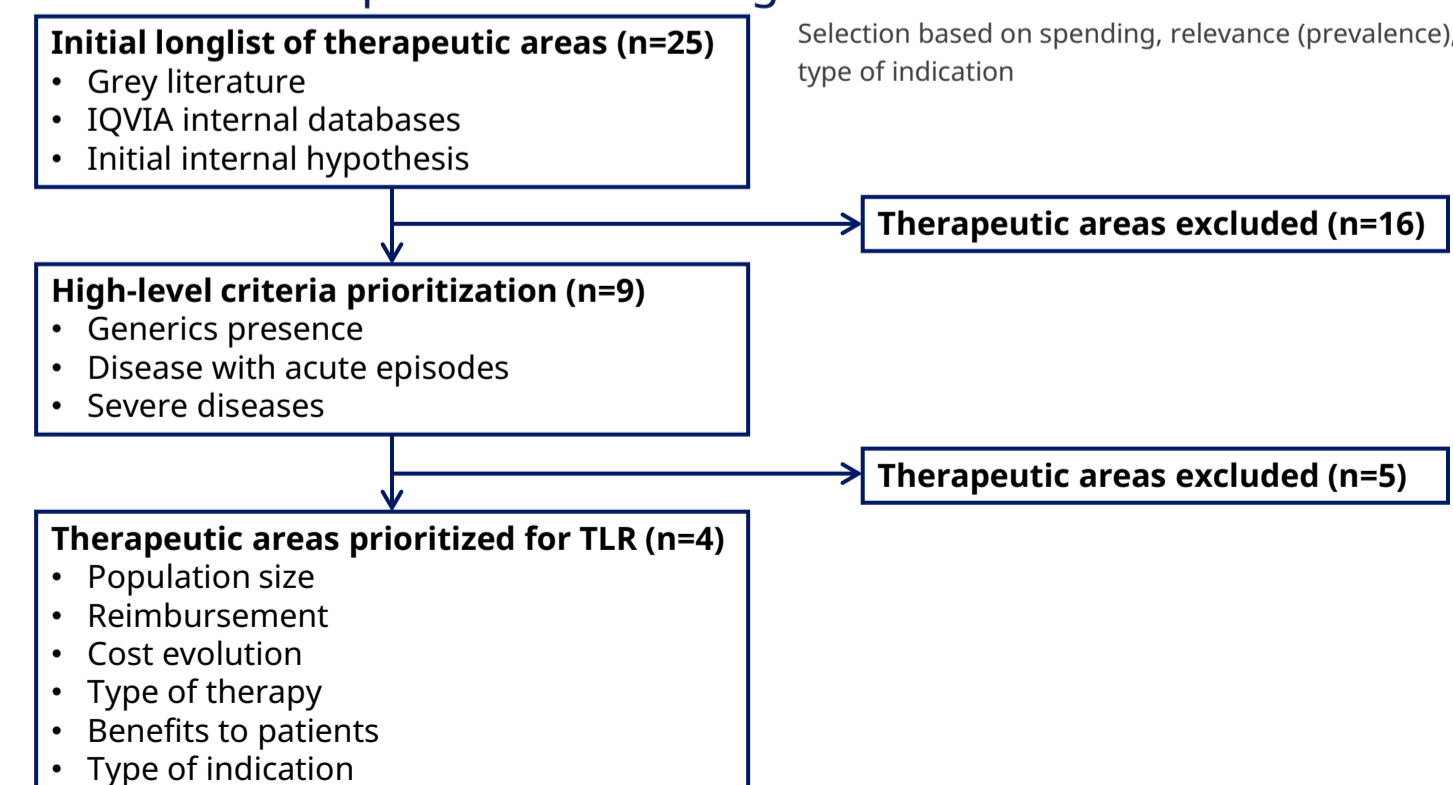 Initial longlist of therapeutic areas (n=25)
• Grey literature
• IQVIA internal databases
• Initial internal hypothesis
Selection based on spending, relevance (prevalence),
type of indication
Therapeutic areas excluded (n=16)
High-level criteria prioritization (n=9)
• Generics presence
• Disease with acute episodes
• Severe diseases
Therapeutic areas excluded (n=5)
Therapeutic areas prioritized for TLR (n=4)
• Population size
• Reimbursement
• Cost evolution
• Type of therapy
• Benefits to patients
• Type of indication